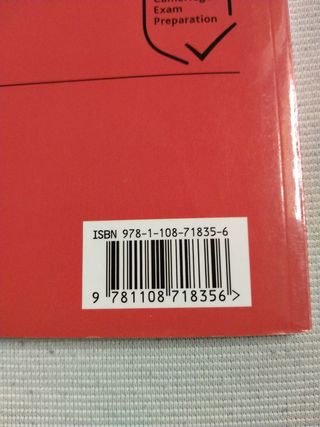 Exam
Preparation
ISBN 978-1-108-71835-6
9 781108 718356 >